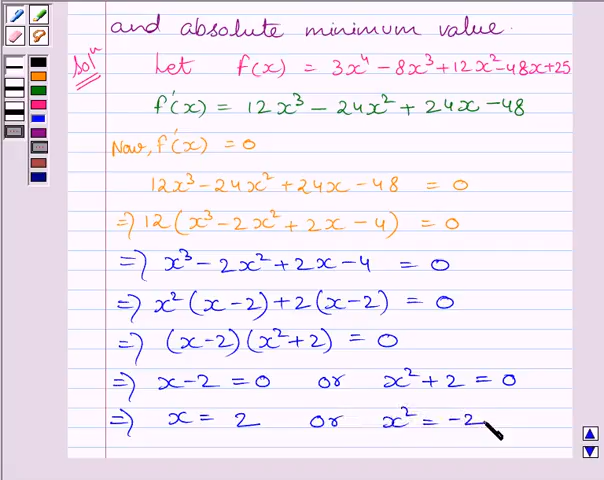 and absolute minimum value.
Solⁿ Let f(x) = 3x⁴ - 8x³ + 12x² - 48x + 25
f'(x) = 12x³ - 24x² + 24x - 48
Now, f'(x) = 0
12x³ - 24x² + 24x - 48 = 0
⇒ 12(x³ - 2x² + 2x - 4) = 0
⇒ x³ - 2x² + 2x - 4 = 0
⇒ x²(x - 2) + 2(x - 2) = 0
⇒ (x - 2)(x² + 2) = 0
⇒ x - 2 = 0 or x² + 2 = 0
⇒ x = 2 or x² = -2